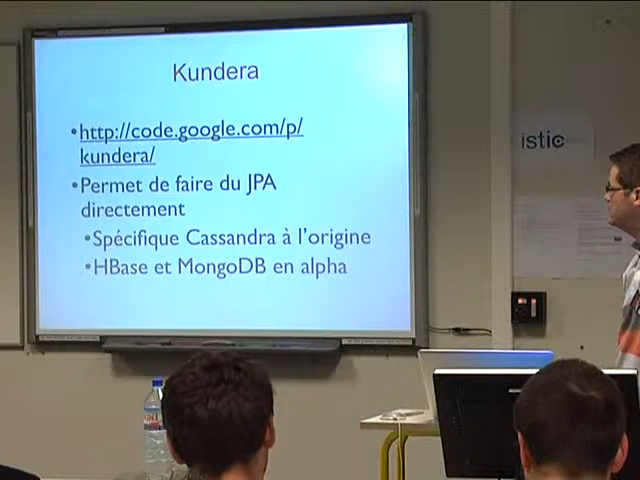 Kundera
•http://code.google.com/p/
kundera/
•Permet de faire du JPA
directement
•Spécifique Cassandra à l'origine
•HBase et MongoDB en alpha
istic